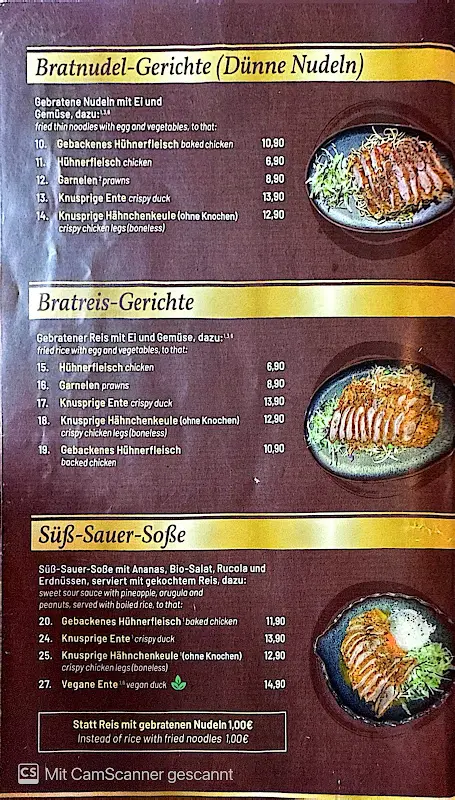 Bratnudel-Gerichte (Dünne Nudeln)
Gebratene Nudeln mit Ei und
Gemüse, dazu:
fried thin noodles with egg and vegetables, to that:
10. Gebackenes Hühnerfleisch baked chicken 10,90
11. Hühnerfleisch chicken 6,90
12. Garnelen ² prawns 8,90
13. Knusprige Ente crispy duck 13,90
14. Knusprige Hähnchenkeule (ohne Knochen) 12,90
crispy chicken legs (boneless)
Bratreis-Gerichte
Gebratener Reis mit Ei und Gemüse, dazu:
fried rice with egg and vegetables, to that:
15. Hühnerfleisch chicken 6,90
16. Garnelen prawns 8,90
17. Knusprige Ente crispy duck 13,90
18. Knusprige Hähnchenkeule (ohne Knochen) 12,90
crispy chicken legs (boneless)
19. Gebackenes Hühnerfleisch 10,90
backed chicken
Süß-Sauer-Soße
Süß-Sauer-Soße mit Ananas, Bio-Salat, Rucola und
Erdnüssen, serviert mit gekochtem Reis, dazu:
sweet sour sauce with pineapple, arugula and
peanuts, served with boiled rice, to that:
20. Gebackenes Hühnerfleisch ¹ baked chicken 11,90
24. Knusprige Ente ¹ crispy duck 13,90
25. Knusprige Hähnchenkeule ¹ (ohne Knochen) 12,90
crispy chicken legs (boneless)
27. Vegane Ente vegan duck 14,90
Statt Reis mit gebratenen Nudeln 1,00€
Instead of rice with fried noodles 1,00€
CS Mit CamScanner gescannt